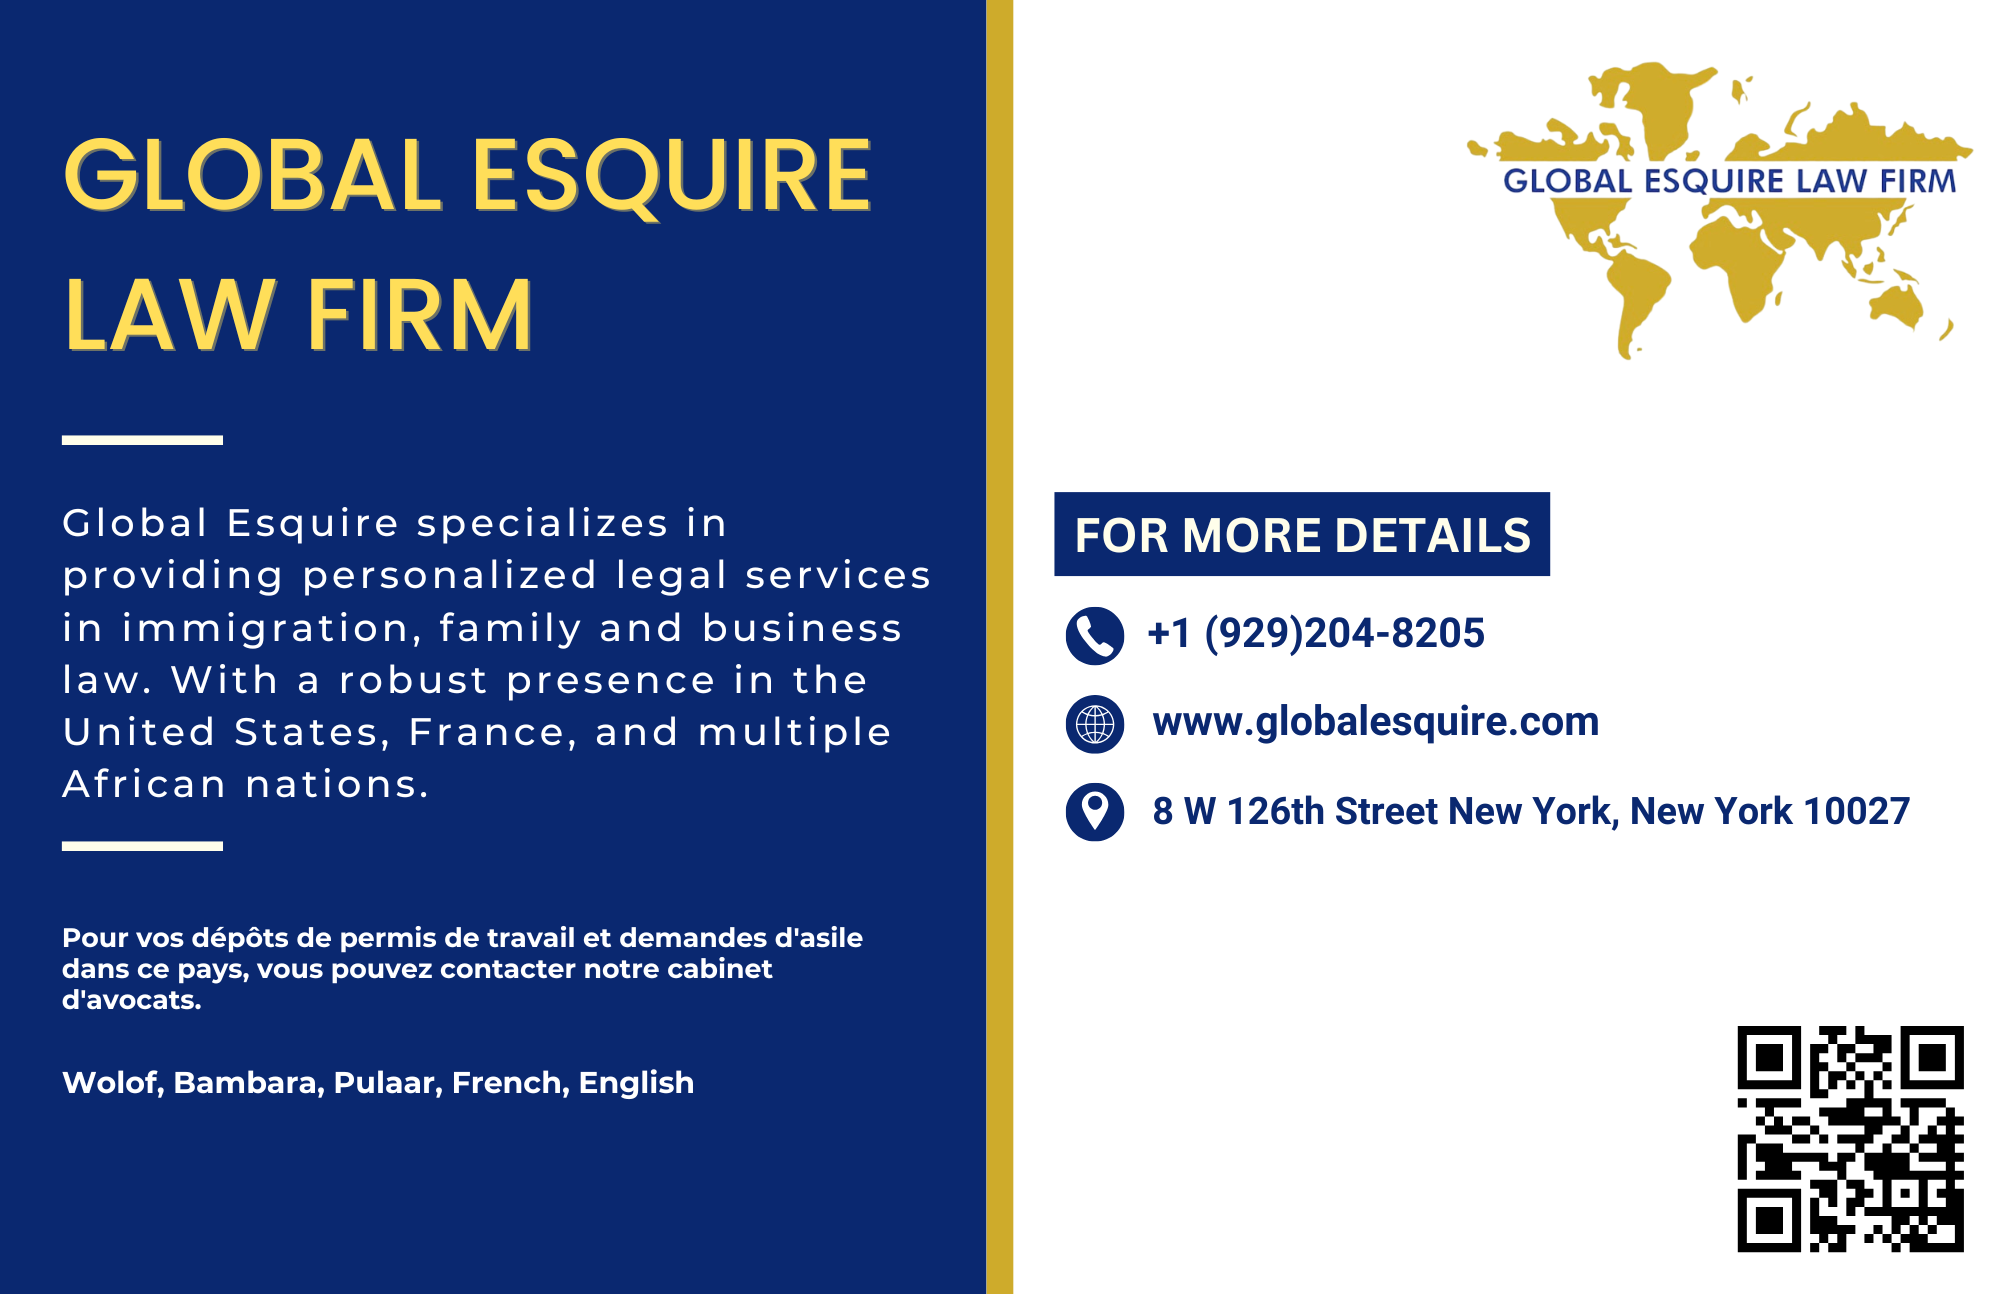 GLOBAL ESQUIRE
LAW FIRM
Global Esquire specializes in
providing personalized legal services
in immigration, family and business
law. With a robust presence in the
United States, France, and multiple
African nations.
Pour vos dépôts de permis de travail et demandes d'asile
dans ce pays, vous pouvez contacter notre cabinet
d'avocats.
Wolof, Bambara, Pulaar, French, English
GLOBAL ESQUIRE LAW FIRM
FOR MORE DETAILS
+1 (929)204-8205
www.globalesquire.com
8 W 126th Street New York, New York 10027